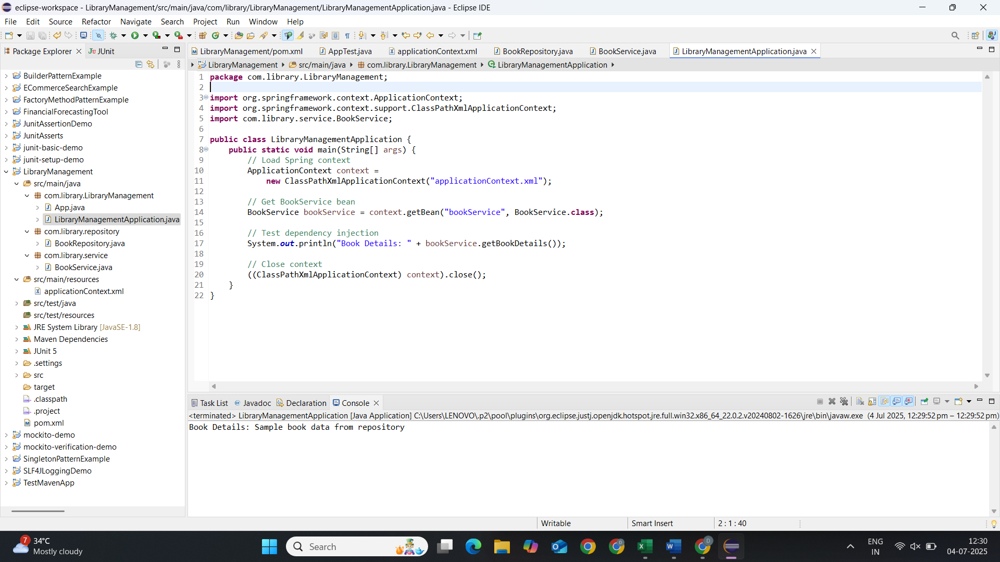 eclipse-workspace - LibraryManagement/src/main/java/com/library/LibraryManagement/LibraryManagementApplication.java - Eclipse IDE
File Edit Source Refactor Navigate Search Project Run Window Help
Package Explorer
JUnit
BuilderPatternExample
ECommerceSearchExample
FactoryMethodPatternExample
FinancialForecastingTool
JunitAssertionDemo
JunitAsserts
junit-basic-demo
junit-setup-demo
LibraryManagement
src/main/java
com.library.LibraryManagement
App.java
LibraryManagementApplication.java
com.library.repository
BookRepository.java
com.library.service
BookService.java
src/main/resources
applicationContext.xml
src/test/java
src/test/resources
JRE System Library [JavaSE-1.8]
Maven Dependencies
JUnit 5
.settings
src
target
.classpath
.project
pom.xml
mockito-demo
mockito-verification-demo
SingletonPatternExample
SLF4JLoggingDemo
TestMavenApp
LibraryManagement/pom.xml AppTest.java applicationContext.xml BookRepository.java BookService.java LibraryManagementApplication.java
LibraryManagement src/main/java com.library.LibraryManagement LibraryManagementApplication
1 package com.library.LibraryManagement;
2
3 import org.springframework.context.ApplicationContext;
4 import org.springframework.context.support.ClassPathXmlApplicationContext;
5 import com.library.service.BookService;
6
7 public class LibraryManagementApplication {
8 public static void main(String[] args) {
9 // Load Spring context
10 ApplicationContext context =
11 new ClassPathXmlApplicationContext("applicationContext.xml");
12
13 // Get BookService bean
14 BookService bookService = context.getBean("bookService", BookService.class);
15
16 // Test dependency injection
17 System.out.println("Book Details: " + bookService.getBookDetails());
18
19 // Close context
20 ((ClassPathXmlApplicationContext) context).close();
21 }
22 }
Task List Javadoc Declaration Console
<terminated> LibraryManagementApplication [Java Application] C:\Users\LENOVO\.p2\pool\plugins\org.eclipse.justj.openjdk.hotspot.jre.full.win32.x86_64_22.0.2.v20240802-1626\jre\bin\javaw.exe (4 Jul 2025, 12:29:52 pm – 12:29:52 pm)
Book Details: Sample book data from repository
Writable Smart Insert 2 : 1 : 40
7
34°C
Mostly cloudy
Search
ENG
IN
12:30
04-07-2025